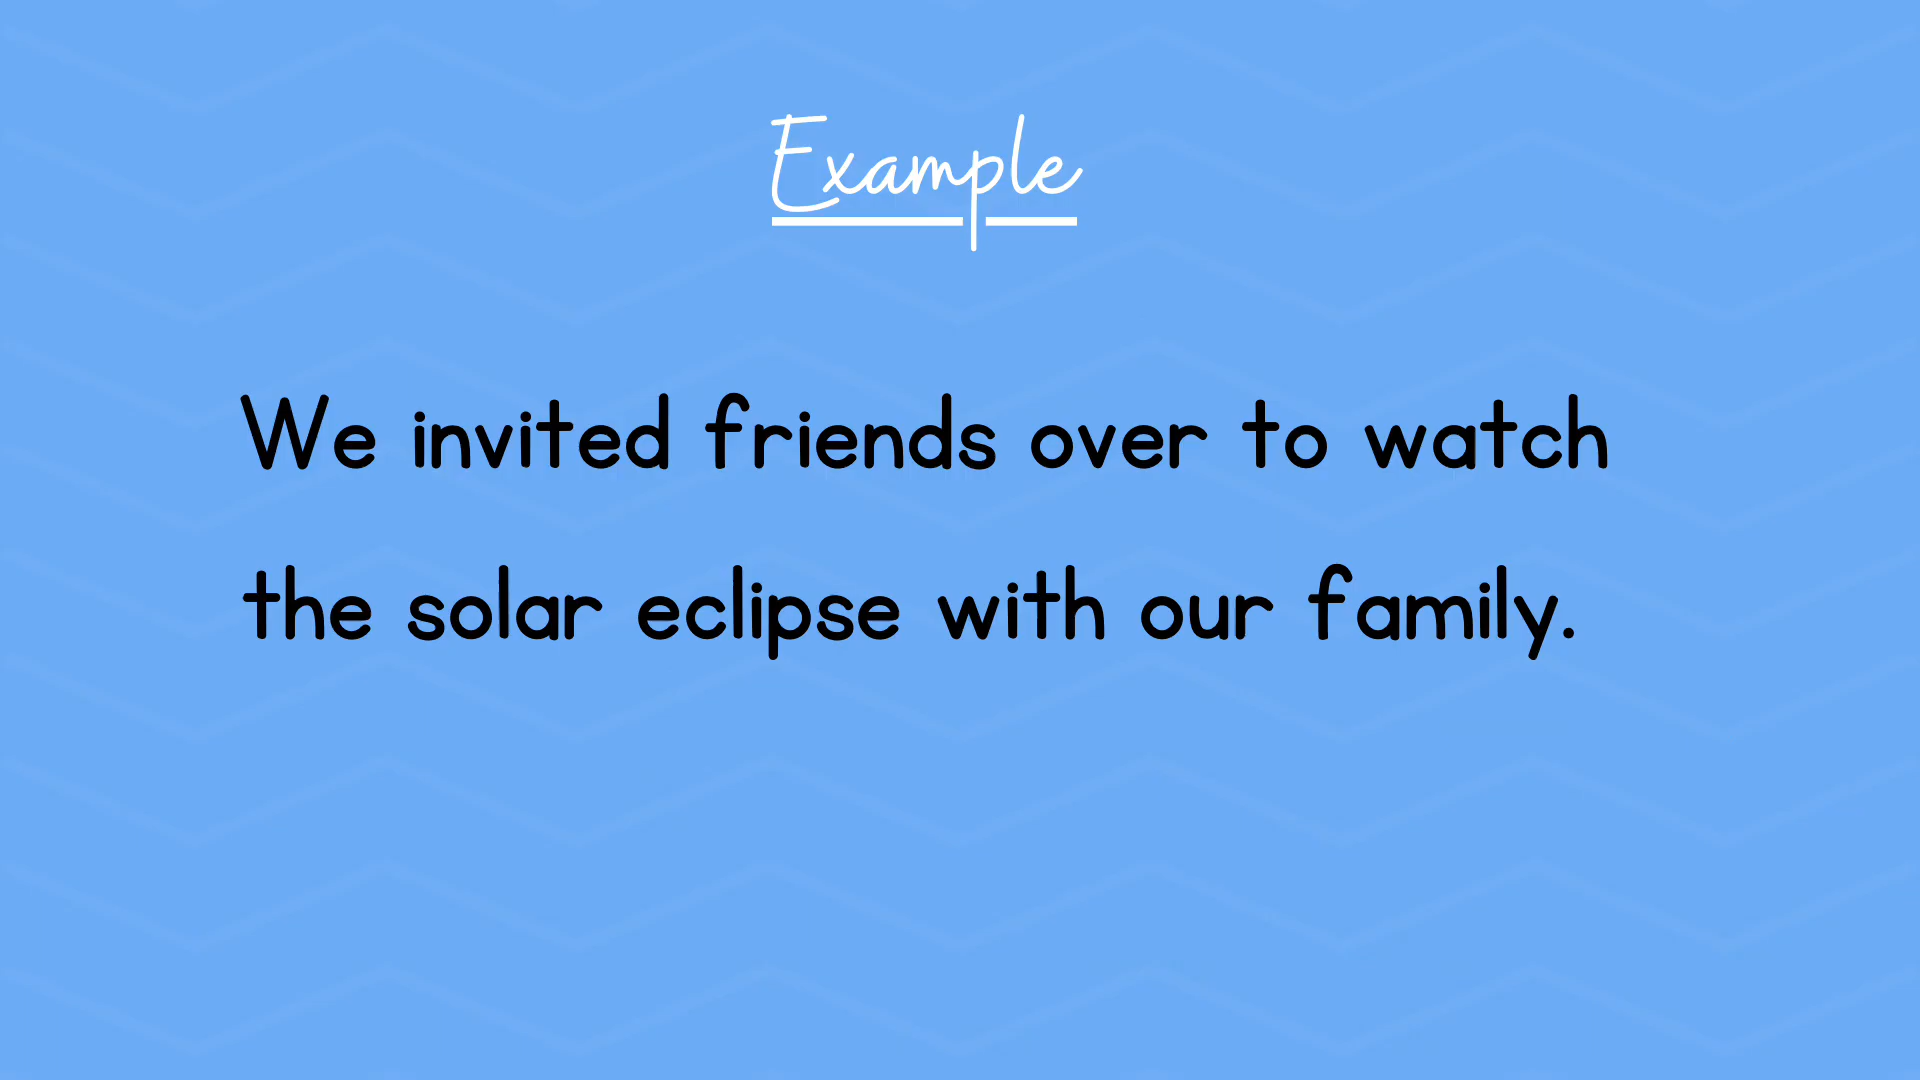 Example
We invited friends over to watch
the solar eclipse with our family.